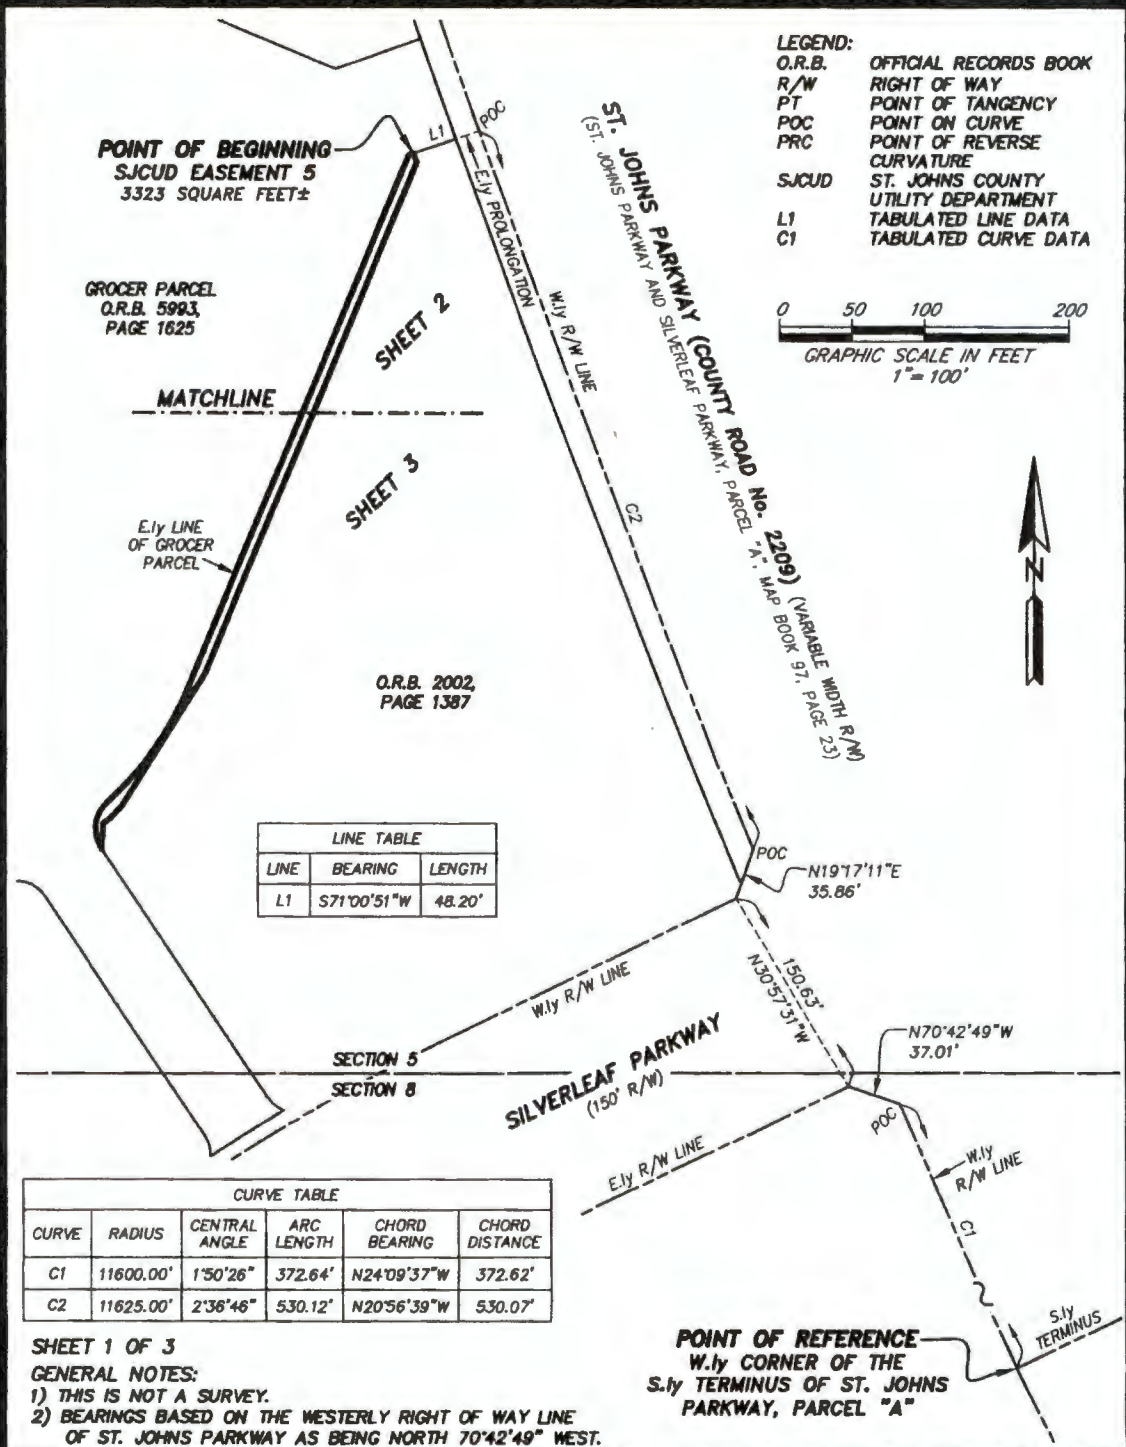 LEGEND:
O.R.B. OFFICIAL RECORDS BOOK
R/W RIGHT OF WAY
PT POINT OF TANGENCY
POC POINT ON CURVE
PRC POINT OF REVERSE
CURVATURE
SJCUD ST. JOHNS COUNTY
UTILITY DEPARTMENT
L1 TABULATED LINE DATA
C1 TABULATED CURVE DATA
0 50 100 200
GRAPHIC SCALE IN FEET
1"= 100'
N
POINT OF BEGINNING
SJCUD EASEMENT 5
3323 SQUARE FEET±
L1
POC
E.ly PROLONGATION
W.ly R/W LINE
C2
ST. JOHNS PARKWAY (COUNTY ROAD No. 2209) (VARIABLE WIDTH R/W)
(ST. JOHNS PARKWAY AND SILVERLEAF PARKWAY, PARCEL "A", MAP BOOK 97, PAGE 23)
GROCER PARCEL
O.R.B. 5993,
PAGE 1625
SHEET 2
MATCHLINE
SHEET 3
E.ly LINE
OF GROCER
PARCEL
O.R.B. 2002,
PAGE 1387
LINE TABLE
LINE BEARING LENGTH
L1 S71°00'51"W 48.20'
POC
N19°17'11"E
35.86'
W.ly R/W LINE
150.63'
N30°57'31"W
N70°42'49"W
37.01'
SECTION 5
SECTION 8
SILVERLEAF PARKWAY
(150' R/W)
E.ly R/W LINE
POC
W.ly
R/W LINE
C1
CURVE TABLE
CURVE RADIUS CENTRAL ANGLE ARC LENGTH CHORD BEARING CHORD DISTANCE
C1 11600.00' 1°50'26" 372.64' N24°09'37"W 372.62'
C2 11625.00' 2°36'46" 530.12' N20°56'39"W 530.07'
S.ly
TERMINUS
POINT OF REFERENCE
W.ly CORNER OF THE
S.ly TERMINUS OF ST. JOHNS
PARKWAY, PARCEL "A"
SHEET 1 OF 3
GENERAL NOTES:
1) THIS IS NOT A SURVEY.
2) BEARINGS BASED ON THE WESTERLY RIGHT OF WAY LINE
OF ST. JOHNS PARKWAY AS BEING NORTH 70°42'49" WEST.